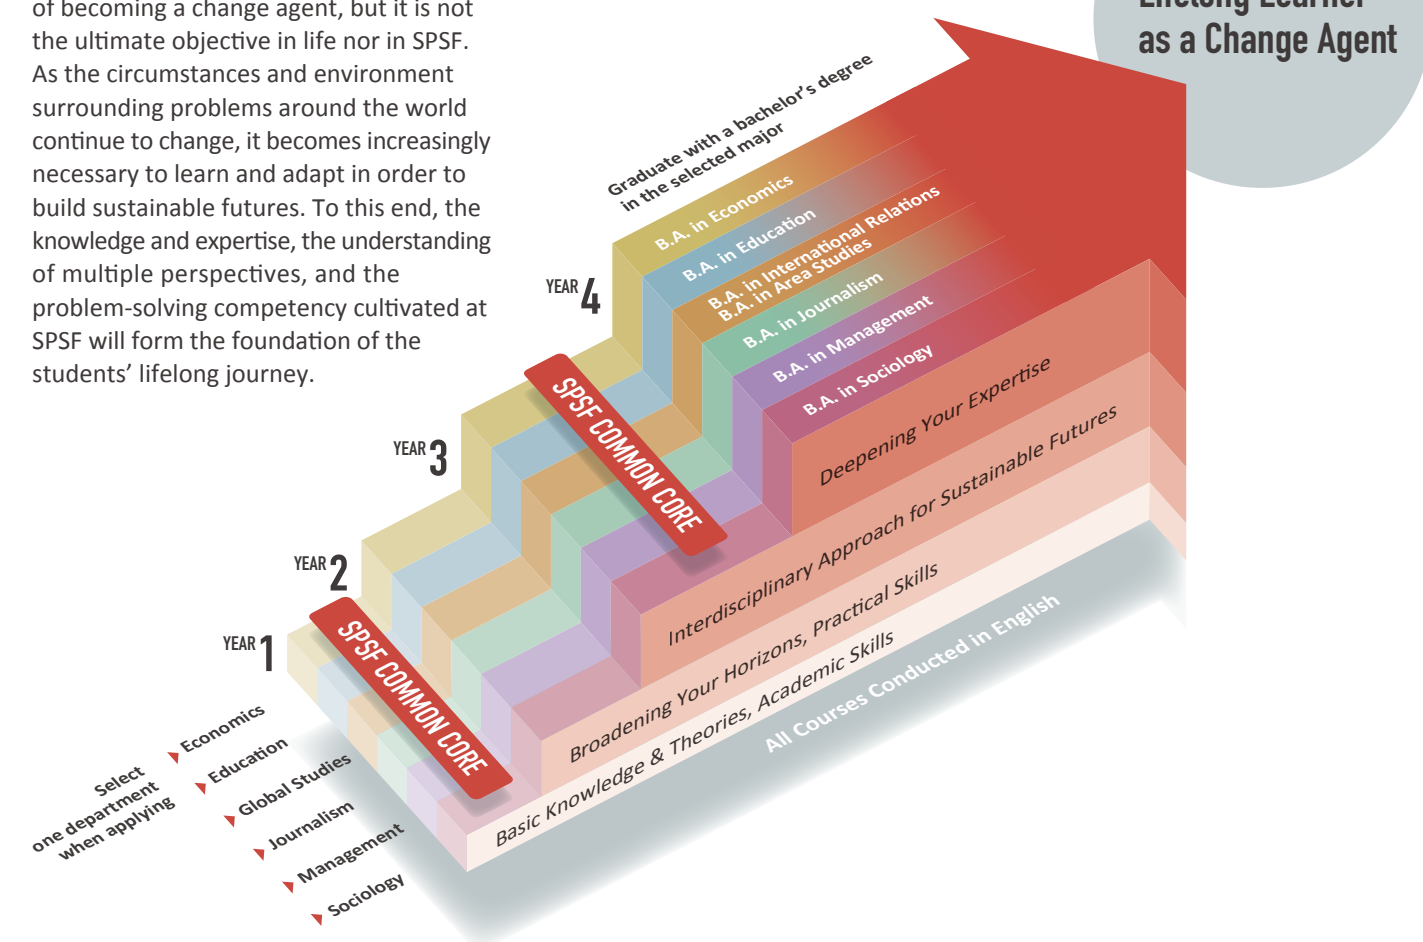 of becoming a change agent, but it is not
the ultimate objective in life nor in SPSF.
As the circumstances and environment
surrounding problems around the world
continue to change, it becomes increasingly
necessary to learn and adapt in order to
build sustainable futures. To this end, the
knowledge and expertise, the understanding
of multiple perspectives, and the
problem-solving competency cultivated at
SPSF will form the foundation of the
students’ lifelong journey.
Lifelong Learner
as a Change Agent
Graduate with a bachelor’s degree
in the selected major
B.A. in Economics
B.A. in Education
B.A. in International Relations
B.A. in Area Studies
B.A. in Journalism
B.A. in Management
B.A. in Sociology
YEAR 4
YEAR 3
YEAR 2
YEAR 1
SPSF COMMON CORE
SPSF COMMON CORE
Deepening Your Expertise
Interdisciplinary Approach for Sustainable Futures
Broadening Your Horizons, Practical Skills
Basic Knowledge & Theories, Academic Skills
All Courses Conducted in English
Select
one department
when applying
Economics
Education
Global Studies
Journalism
Management
Sociology